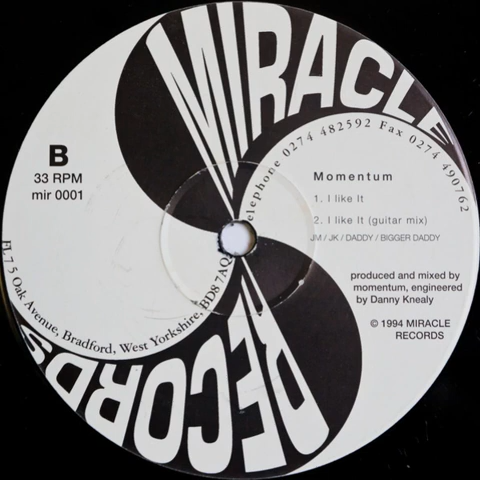 MIRACLE
RECORDS
B
33 RPM
mir 0001
Telephone 0274 482592 Fax 0274 490762
Momentum
1. I like It
2. I like It (guitar mix)
JM / JK / DADDY / BIGGER DADDY
produced and mixed by
momentum, engineered
by Danny Knealy
© 1994 MIRACLE
RECORDS
FL7 5 Oak Avenue, Bradford, West Yorkshire, BD8 7AQ